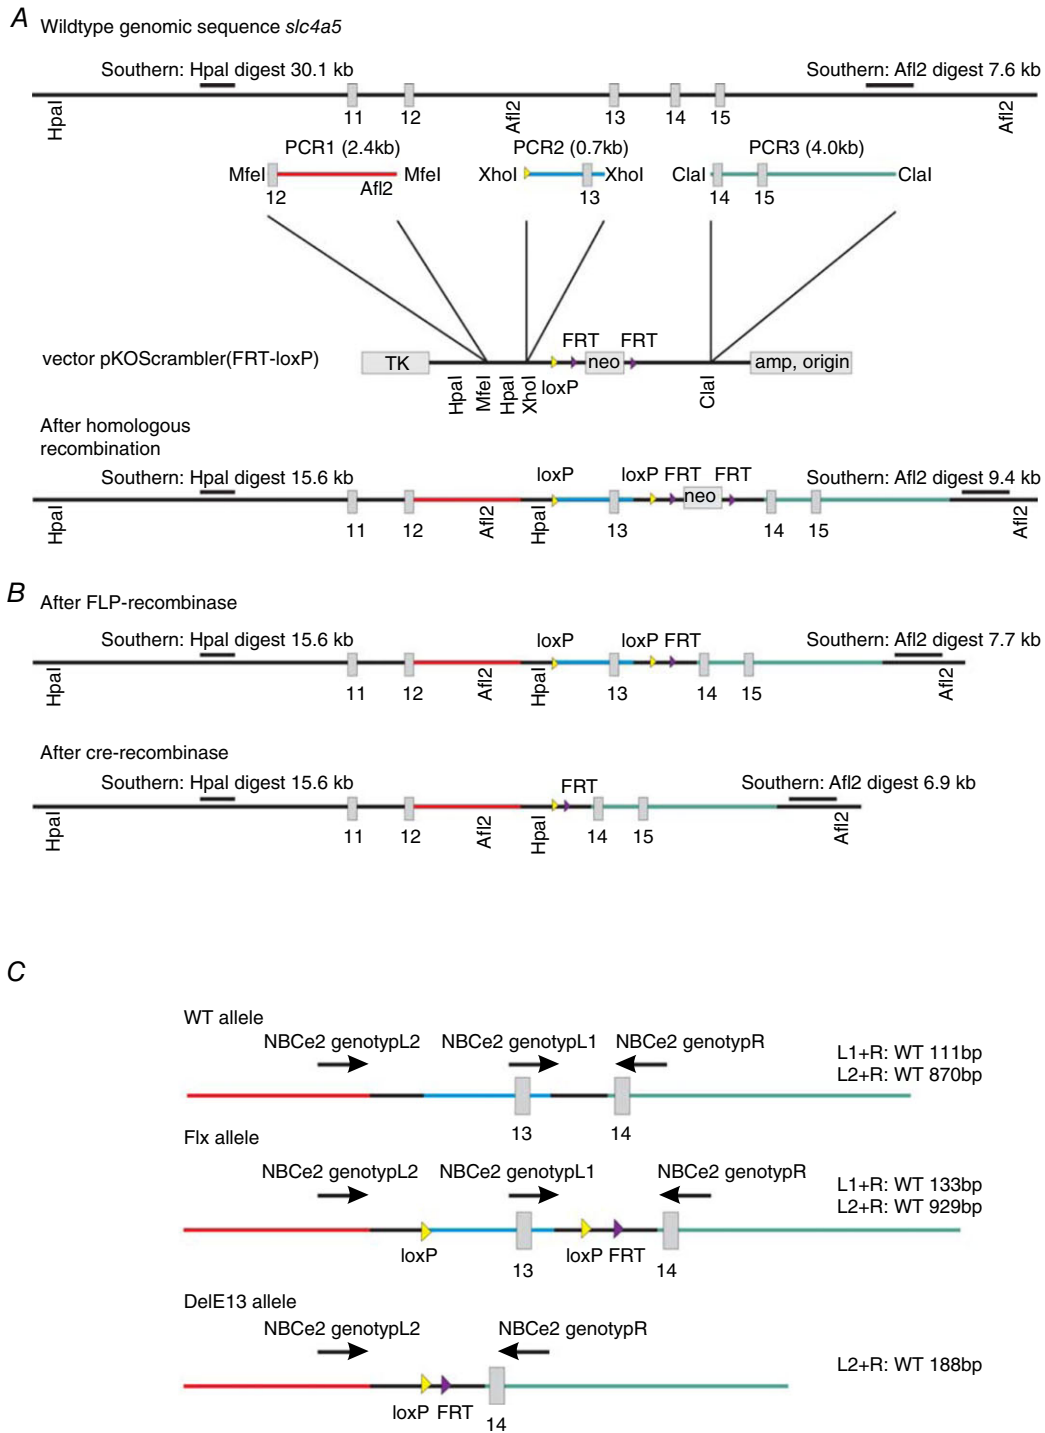 A Wildtype genomic sequence slc4a5
Southern: HpaI digest 30.1 kb
Southern: Afl2 digest 7.6 kb
HpaI
11
12
Afl2
13
14
15
Afl2
PCR1 (2.4kb)
PCR2 (0.7kb)
PCR3 (4.0kb)
MfeI
MfeI
XhoI
XhoI
ClaI
ClaI
12
Afl2
13
14
15
FRT
FRT
vector pKOScrambler(FRT-loxP)
TK
neo
amp, origin
HpaI
MfeI
HpaI
XhoI
loxP
ClaI
After homologous
recombination
Southern: HpaI digest 15.6 kb
loxP
loxP FRT FRT
Southern: Afl2 digest 9.4 kb
neo
HpaI
11
12
Afl2
HpaI
13
14
15
Afl2
B After FLP-recombinase
Southern: HpaI digest 15.6 kb
loxP
loxP FRT
Southern: Afl2 digest 7.7 kb
HpaI
11
12
Afl2
HpaI
13
14
15
Afl2
After cre-recombinase
Southern: HpaI digest 15.6 kb
FRT
Southern: Afl2 digest 6.9 kb
HpaI
11
12
Afl2
HpaI
14
15
Afl2
C
WT allele
NBCe2 genotypL2 NBCe2 genotypL1 NBCe2 genotypR
L1+R: WT 111bp
L2+R: WT 870bp
13
14
Flx allele
NBCe2 genotypL2 NBCe2 genotypL1 NBCe2 genotypR
L1+R: WT 133bp
L2+R: WT 929bp
loxP
13
loxP FRT
14
DelE13 allele
NBCe2 genotypL2 NBCe2 genotypR
L2+R: WT 188bp
loxP FRT
14